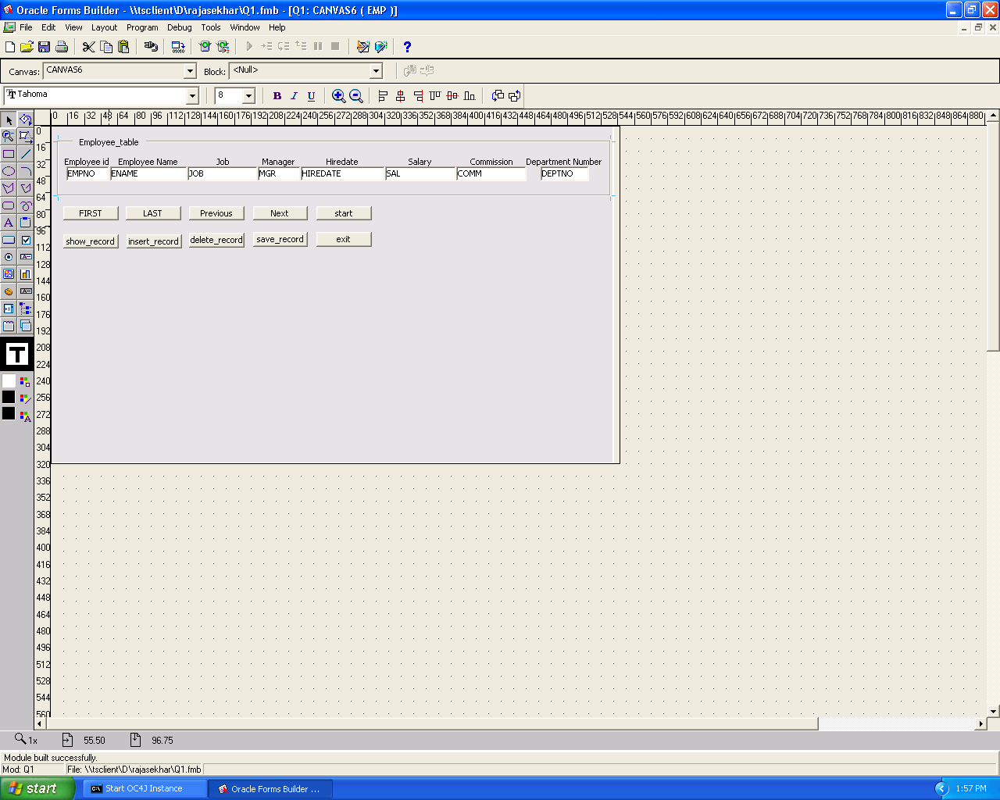 Oracle Forms Builder - \\tsclient\D\rajasekhar\Q1.fmb - [Q1: CANVAS6 ( EMP )]
File Edit View Layout Program Debug Tools Window Help
Canvas: CANVAS6 Block: <Null>
Tahoma 8 B I U
0 16 32 48 64 80 96 112 128 144 160 176 192 208 224 240 256 272 288 304 320 336 352 368 384 400 416 432 448 464 480 496 512 528 544 560 576 592 608 624 640 656 672 688 704 720 736 752 768 784 800 816 832 848 864 880
0
16
32
48
64
80
96
112
128
144
160
176
192
208
224
240
256
272
288
304
320
336
352
368
384
400
416
432
448
464
480
496
512
528
544
560
Employee_table
Employee id Employee Name Job Manager Hiredate Salary Commission Department Number
EMPNO ENAME JOB MGR HIREDATE SAL COMM DEPTNO
FIRST LAST Previous Next start
show_record insert_record delete_record save_record exit
1x 55.50 96.75
Module built successfully.
Mod: Q1 File: \\tsclient\D\rajasekhar\Q1.fmb
start Start OC4J Instance Oracle Forms Builder ... 1:57 PM